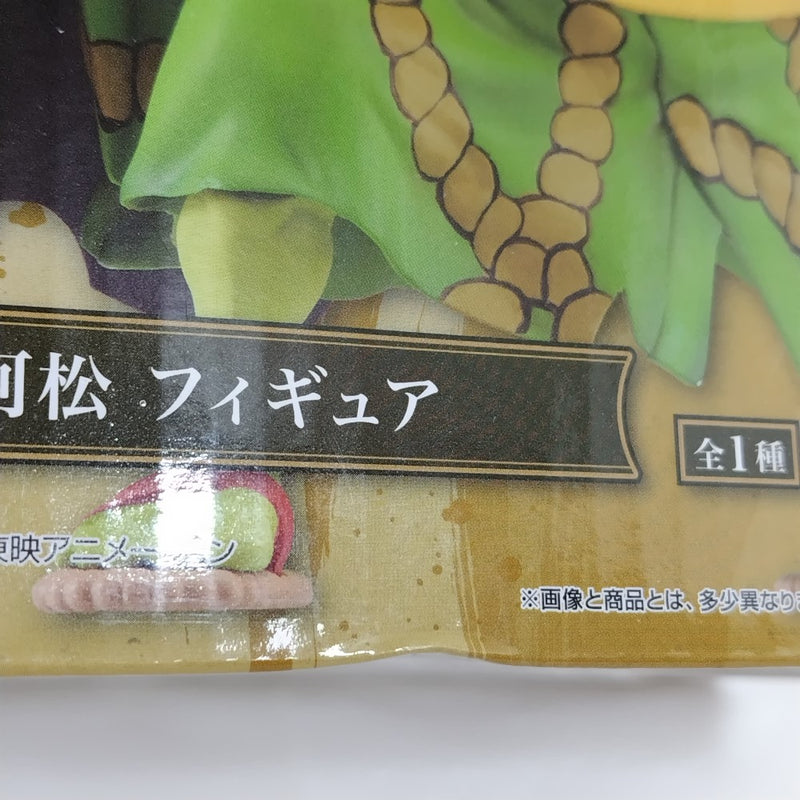 河松 フィギュア
全1種
東映アニメーション
※画像と商品とは、多少異なりま